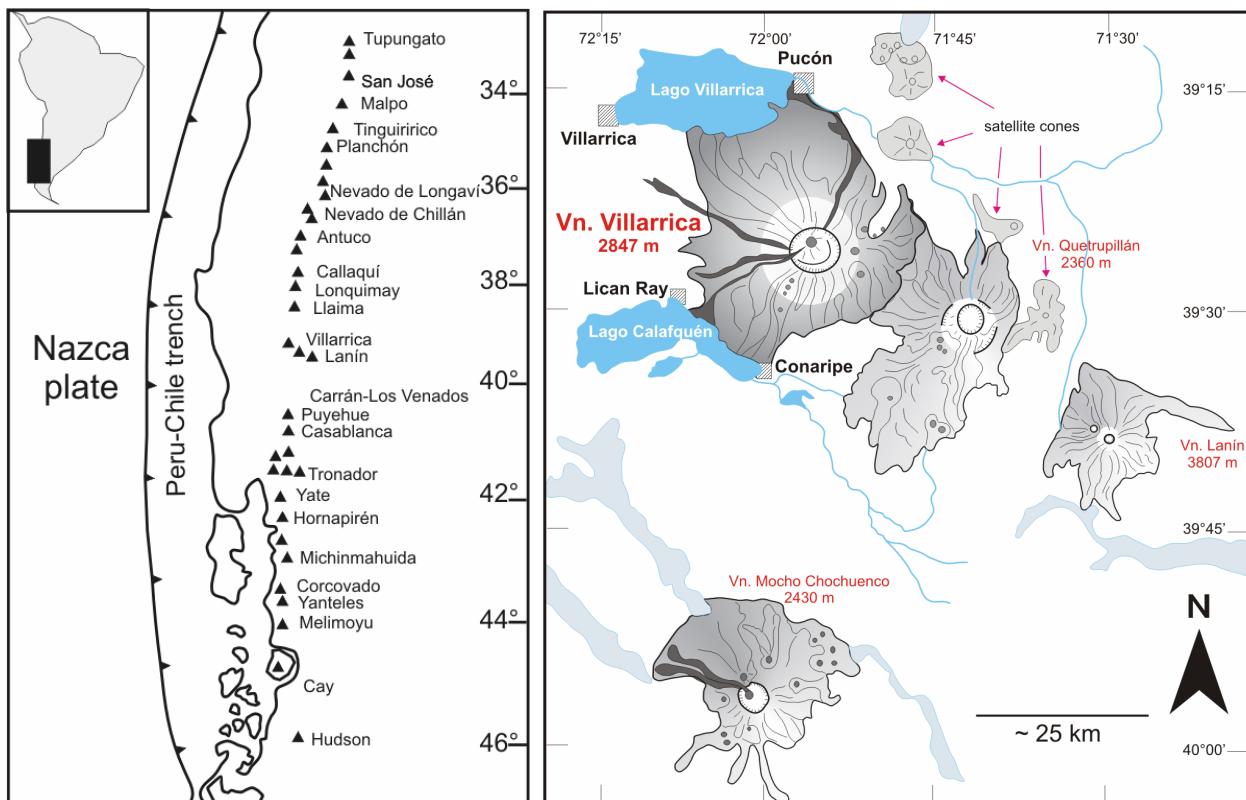 Tupungato
San José
34°
Malpo
Tinguiririco
Planchón
36°
Nevado de Longaví
Nevado de Chillán
Antuco
Callaquí
38°
Lonquimay
Llaima
Villarrica
Lanín
Nazca
plate
Peru-Chile trench
40°
Carrán-Los Venados
Puyehue
Casablanca
Tronador
42°
Yate
Hornapirén
Michinmahuida
Corcovado
Yanteles
Melimoyu
44°
Cay
Hudson
46°
72°15'
72°00'
71°45'
71°30'
Pucón
39°15'
Lago Villarrica
Villarrica
satellite cones
Vn. Villarrica
2847 m
Vn. Quetrupillán
2360 m
Lican Ray
39°30'
Lago Calafquén
Conaripe
Vn. Lanín
3807 m
39°45'
Vn. Mocho Chochuenco
2430 m
N
~ 25 km
40°00'